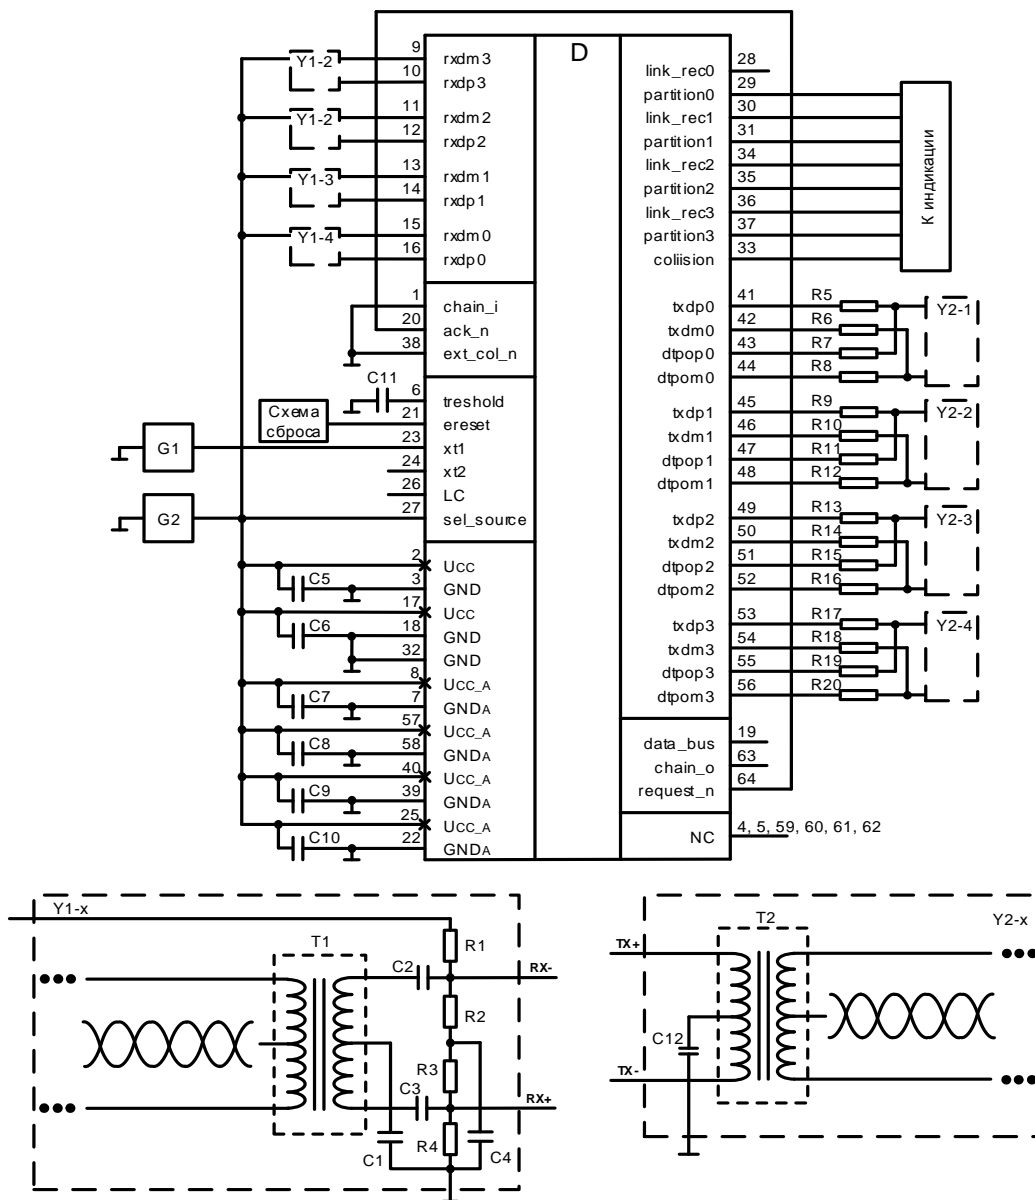 D
9
Y1-2
rxdm3
10
rxdp3
11
Y1-2
rxdm2
12
rxdp2
13
Y1-3
rxdm1
14
rxdp1
15
Y1-4
rxdm0
16
rxdp0
1
chain_i
20
ack_n
38
ext_col_n
C11
6
treshold
Схема
сброса
21
ereset
G1
23
xt1
24
xt2
26
LC
G2
27
sel_source
2
Ucc
C5
3
GND
17
Ucc
C6
18
GND
32
GND
8
Ucc_A
C7
7
GNDA
57
Ucc_A
C8
58
GNDA
40
Ucc_A
C9
39
GNDA
25
Ucc_A
C10
22
GNDA
link_rec0
28
partition0
29
link_rec1
30
partition1
31
link_rec2
34
partition2
35
link_rec3
36
partition3
37
coliision
33
К индикации
txdp0
41
R5
Y2-1
txdm0
42
R6
dtpop0
43
R7
dtpom0
44
R8
txdp1
45
R9
Y2-2
txdm1
46
R10
dtpop1
47
R11
dtpom1
48
R12
txdp2
49
R13
Y2-3
txdm2
50
R14
dtpop2
51
R15
dtpom2
52
R16
txdp3
53
R17
Y2-4
txdm3
54
R18
dtpop3
55
R19
dtpom3
56
R20
data_bus
19
chain_o
63
request_n
64
NC
4, 5, 59, 60, 61, 62
Y1-x
T1
R1
C2
RX-
R2
R3
C3
RX+
R4
C1
C4
T2
Y2-x
TX+
C12
TX-